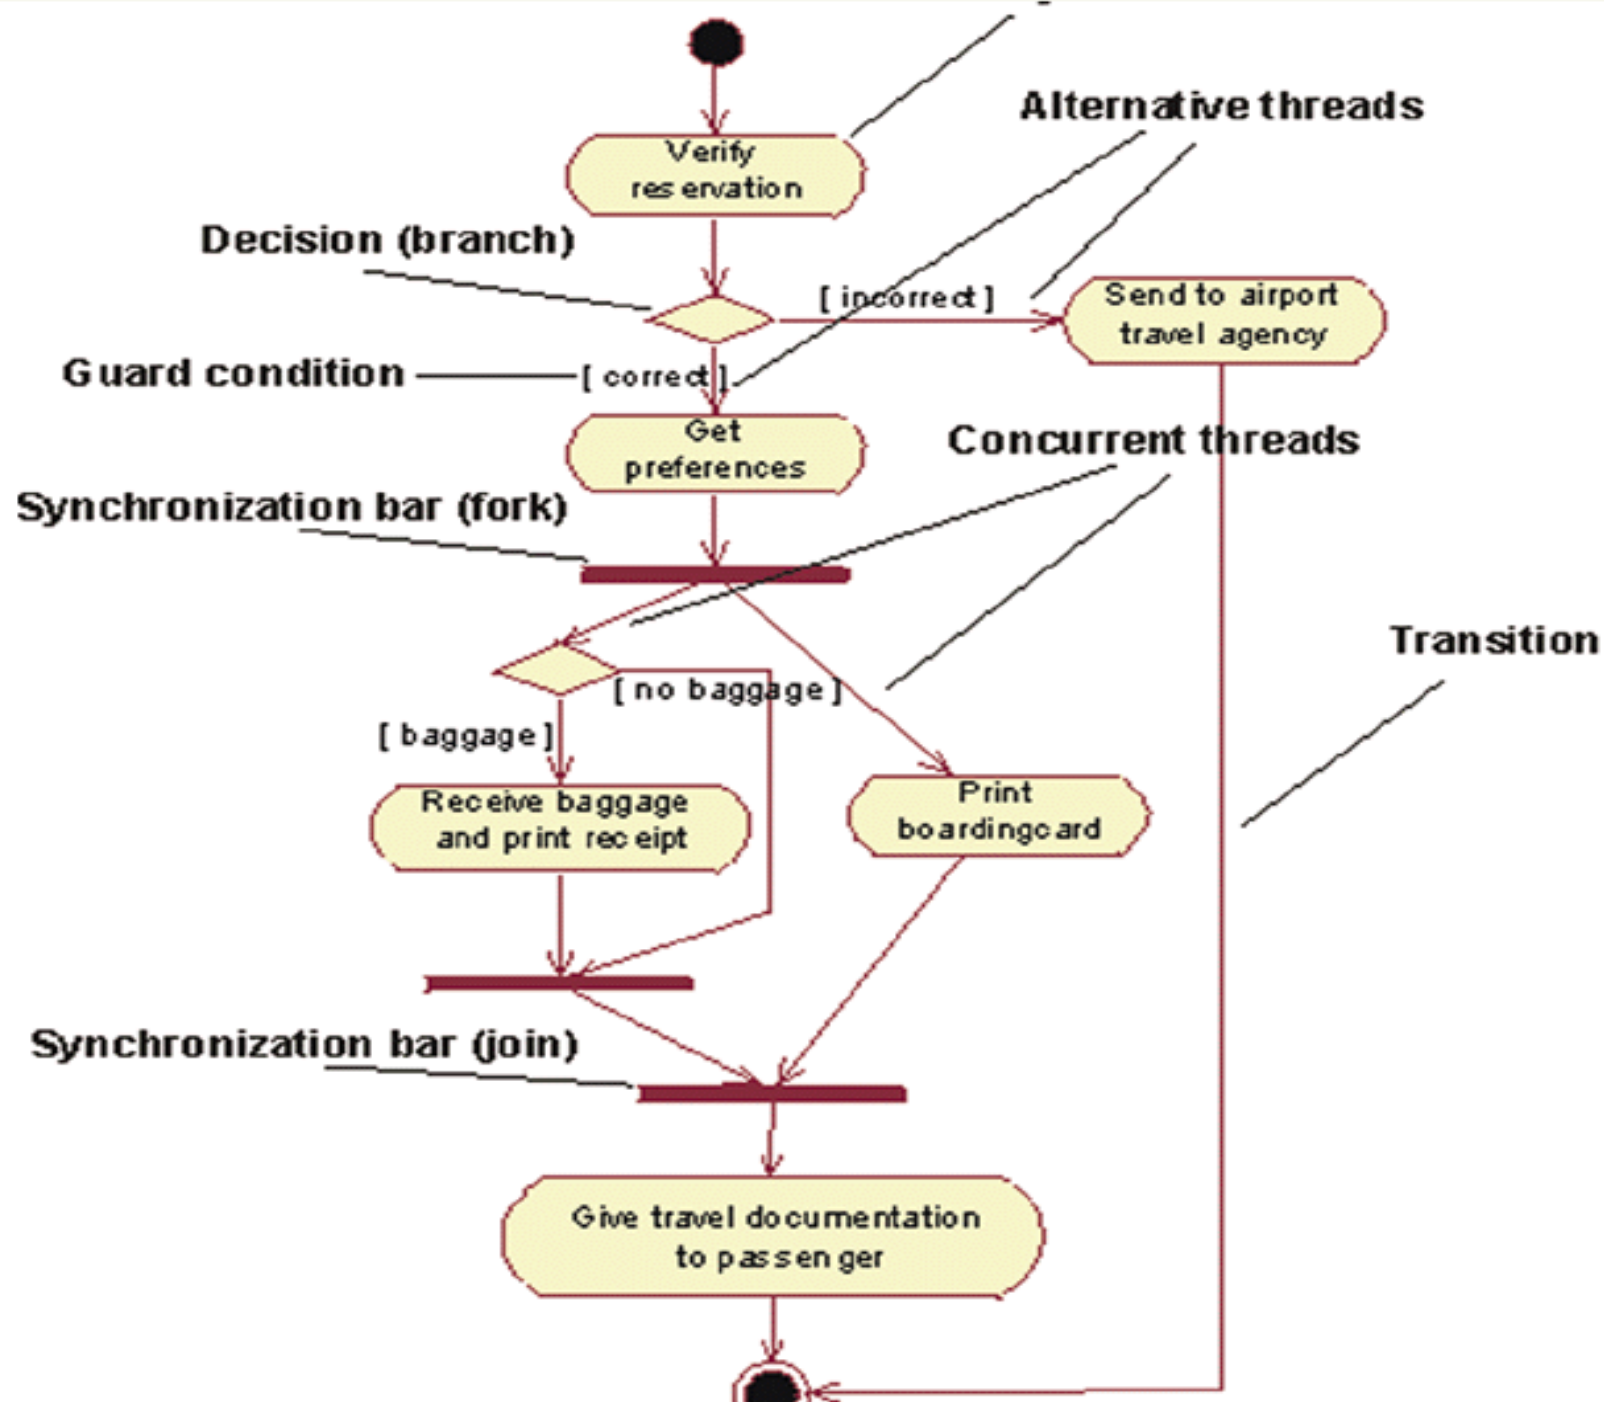 Alternative threads
Verify
reservation
Decision (branch)
[ incorrect ]
Send to airport
travel agency
Guard condition
[ correct ]
Get
preferences
Concurrent threads
Synchronization bar (fork)
Transition
[ no baggage ]
[ baggage ]
Receive baggage
and print receipt
Print
boardingcard
Synchronization bar (join)
Give travel documentation
to passenger